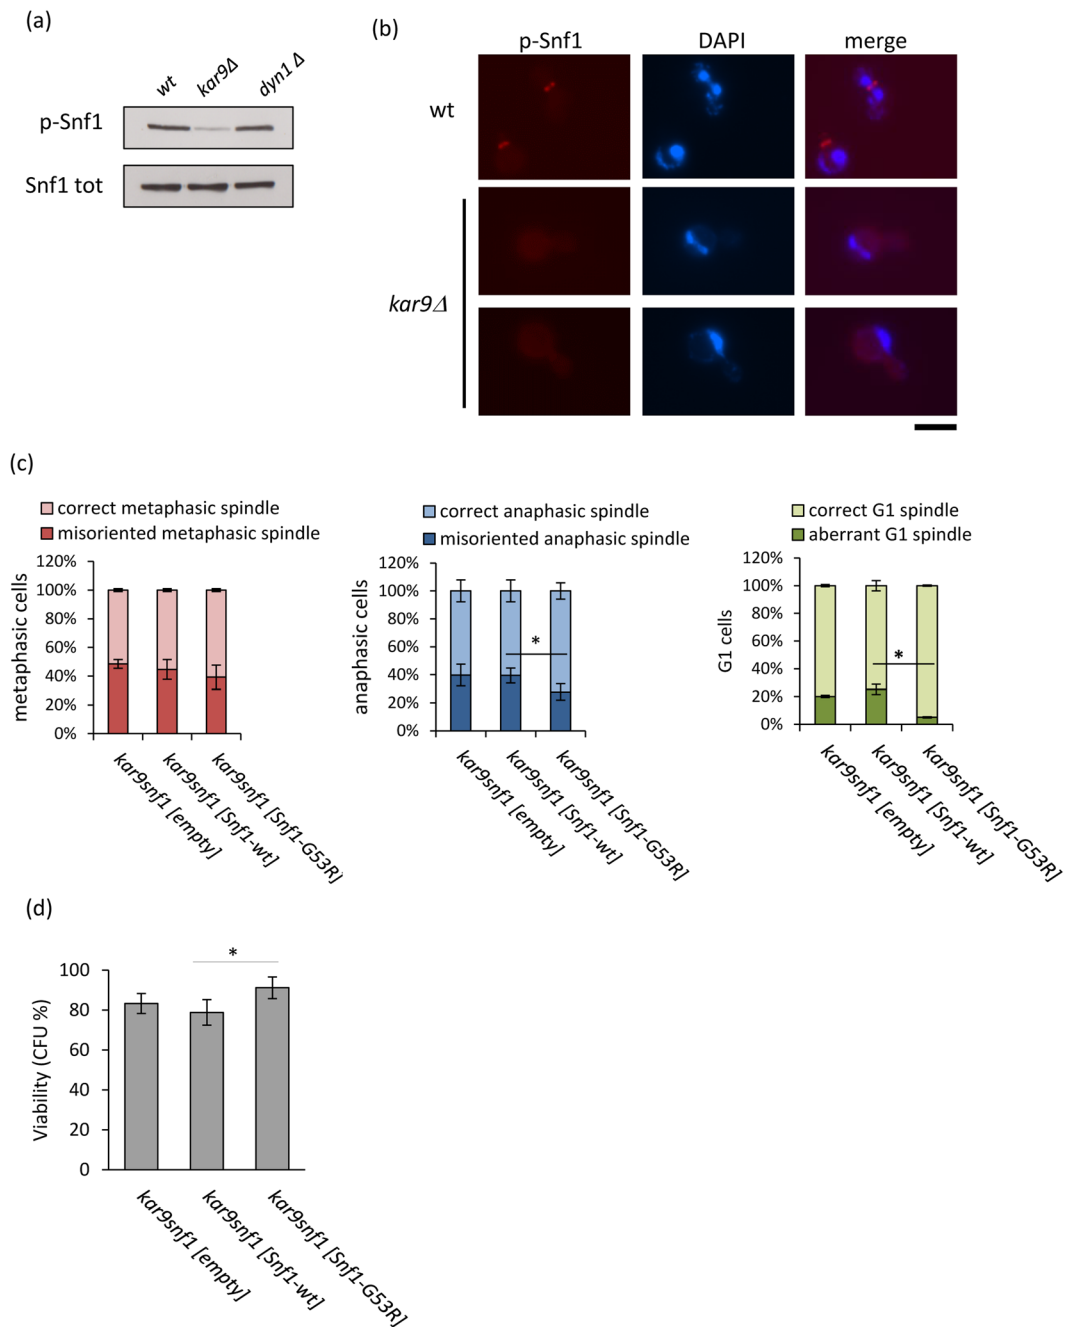 (a)
wt kar9Δ dyn1 Δ
p-Snf1
Snf1 tot
(b)
p-Snf1 DAPI merge
wt
kar9Δ
(c)
correct metaphasic spindle
misoriented metaphasic spindle
metaphasic cells
120%
100%
80%
60%
40%
20%
0%
kar9snf1 [empty]
kar9snf1 [Snf1-wt]
kar9snf1 [Snf1-G53R]
correct anaphasic spindle
misoriented anaphasic spindle
anaphasic cells
120%
100%
80%
60%
40%
20%
0%
*
kar9snf1 [empty]
kar9snf1 [Snf1-wt]
kar9snf1 [Snf1-G53R]
correct G1 spindle
aberrant G1 spindle
G1 cells
120%
100%
80%
60%
40%
20%
0%
*
kar9snf1 [empty]
kar9snf1 [Snf1-wt]
kar9snf1 [Snf1-G53R]
(d)
Viability (CFU %)
100
80
60
40
20
0
*
kar9snf1 [empty]
kar9snf1 [Snf1-wt]
kar9snf1 [Snf1-G53R]